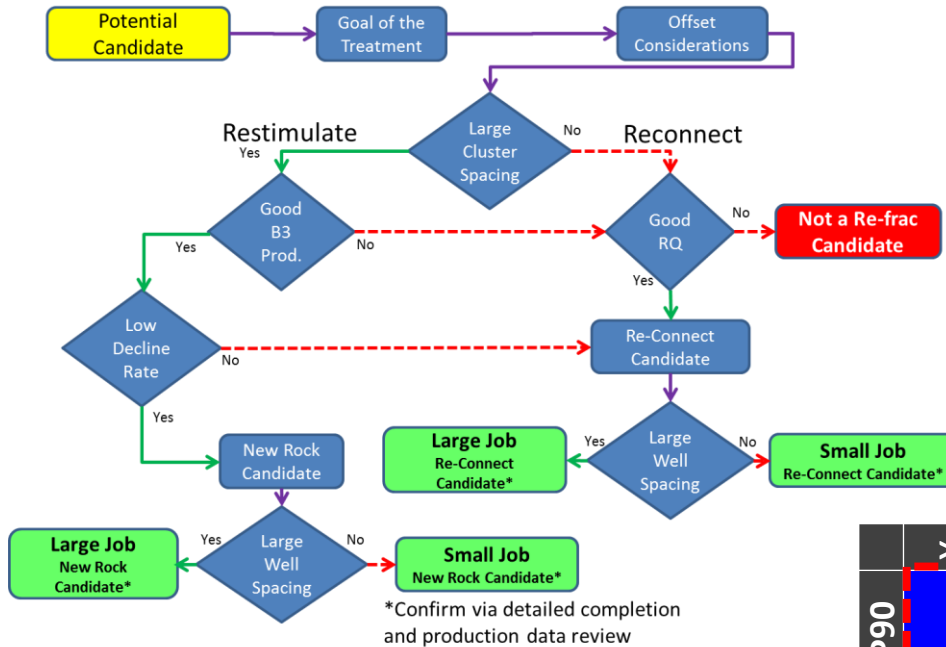 Potential
Candidate
Goal of the
Treatment
Offset
Considerations
Restimulate
Reconnect
Yes
Large
Cluster
Spacing
No
Good
B3
Prod.
Yes
No
Good
RQ
No
Yes
Not a Re-frac
Candidate
Low
Decline
Rate
No
Yes
Re-Connect
Candidate
New Rock
Candidate
Large Job
Re-Connect
Candidate*
Yes
Large
Well
Spacing
No
Small Job
Re-Connect Candidate*
Large Job
New Rock
Candidate*
Yes
Large
Well
Spacing
No
Small Job
New Rock Candidate*
*Confirm via detailed completion
and production data review